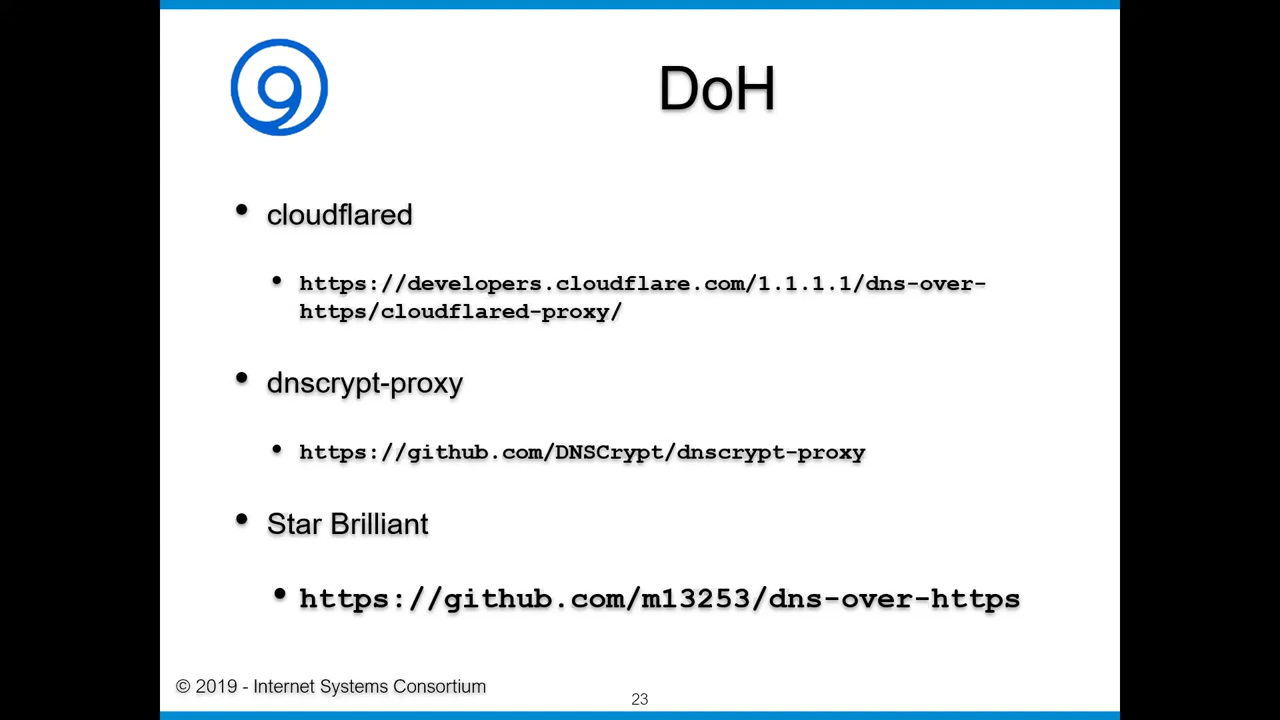 9
DoH
• cloudflared
• https://developers.cloudflare.com/1.1.1.1/dns-over-
https/cloudflared-proxy/
• dnscrypt-proxy
• https://github.com/DNSCrypt/dnscrypt-proxy
• Star Brilliant
• https://github.com/m13253/dns-over-https
© 2019 - Internet Systems Consortium
23